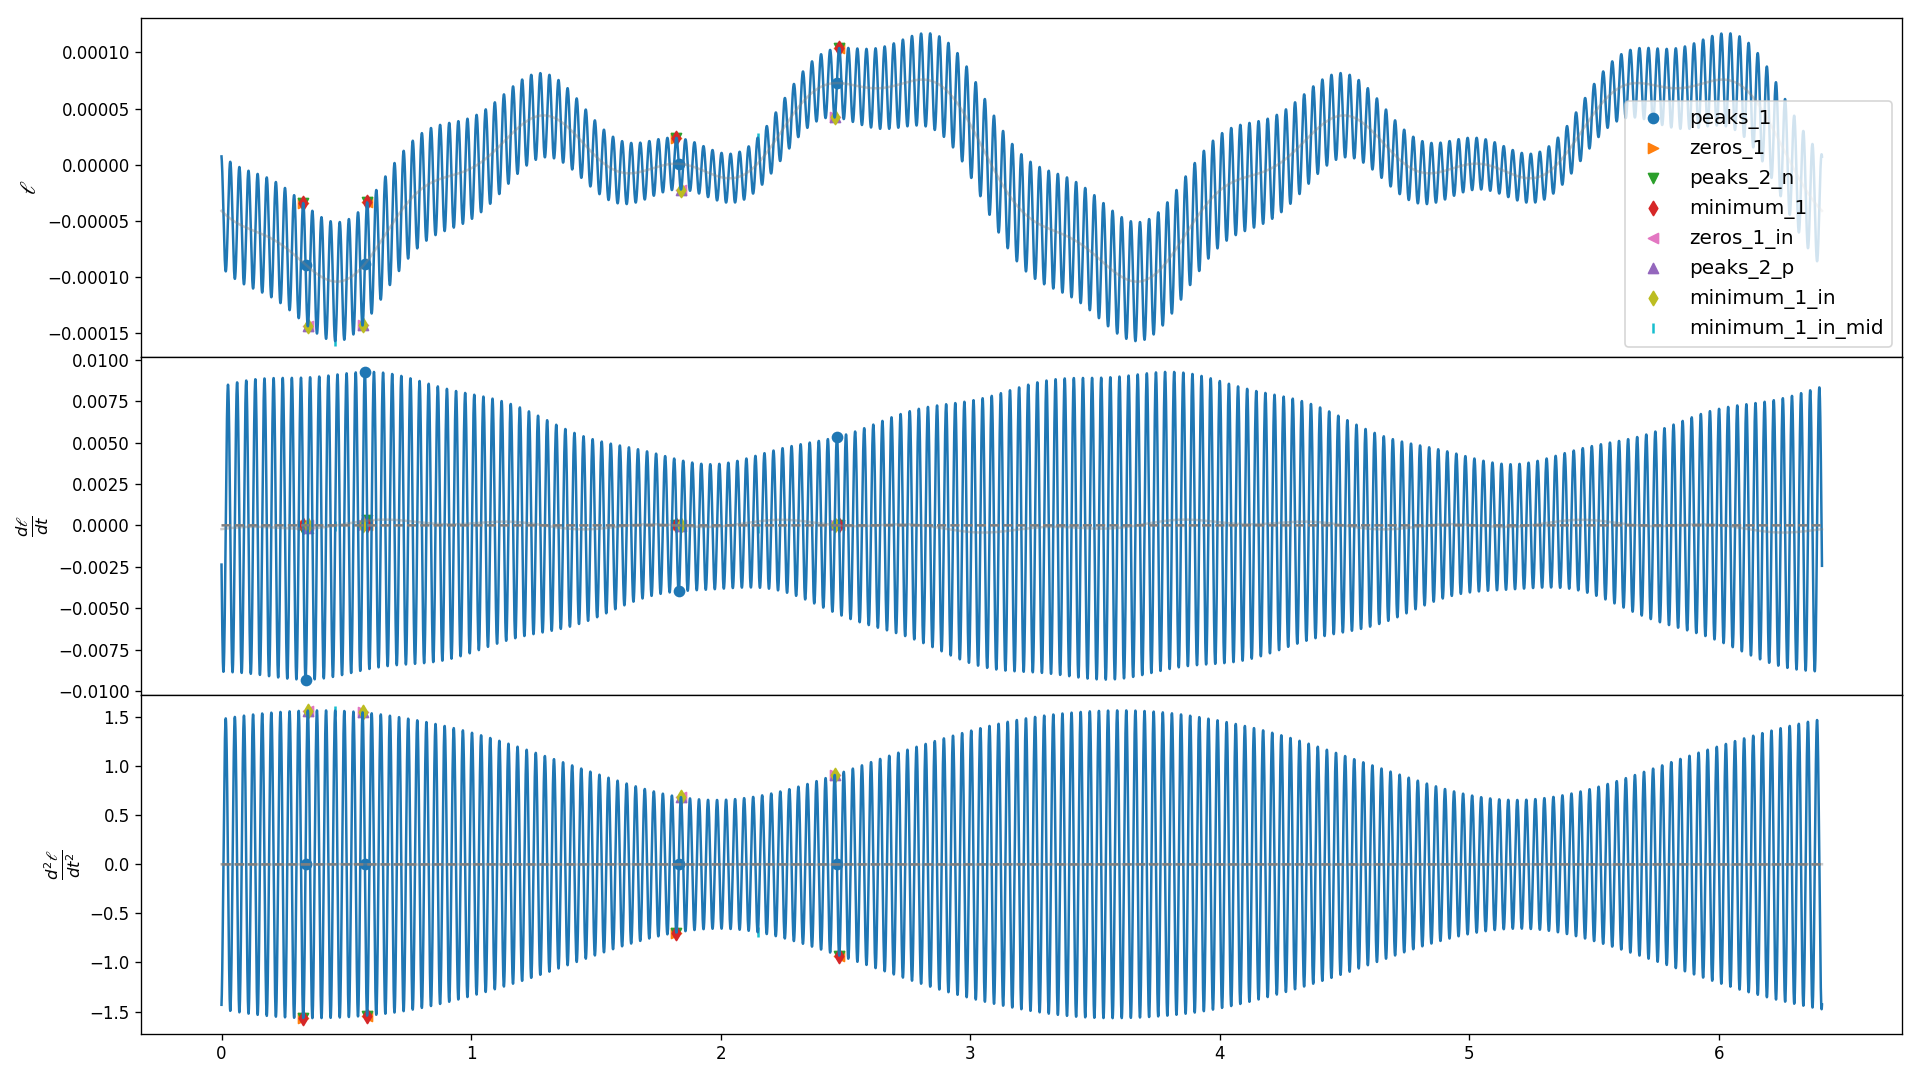 0.00010
0.00005
0.00000
−0.00005
−0.00010
−0.00015
ℓ
peaks_1
zeros_1
peaks_2_n
minimum_1
zeros_1_in
peaks_2_p
minimum_1_in
minimum_1_in_mid
0.0100
0.0075
0.0050
0.0025
0.0000
−0.0025
−0.0050
−0.0075
−0.0100
dℓ
dt
1.5
1.0
0.5
0.0
−0.5
−1.0
−1.5
d²ℓ
dt²
0 1 2 3 4 5 6